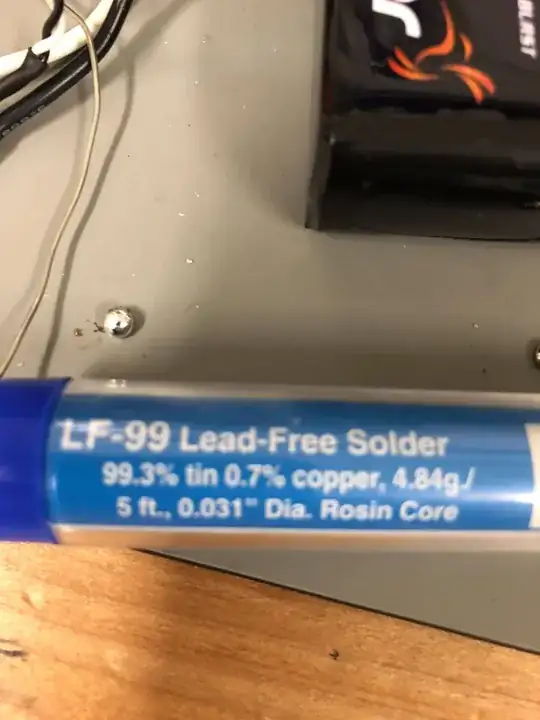 BLAST
LF-99 Lead-Free Solder
99.3% tin 0.7% copper, 4.84g./
5 ft., 0.031" Dia. Rosin Core